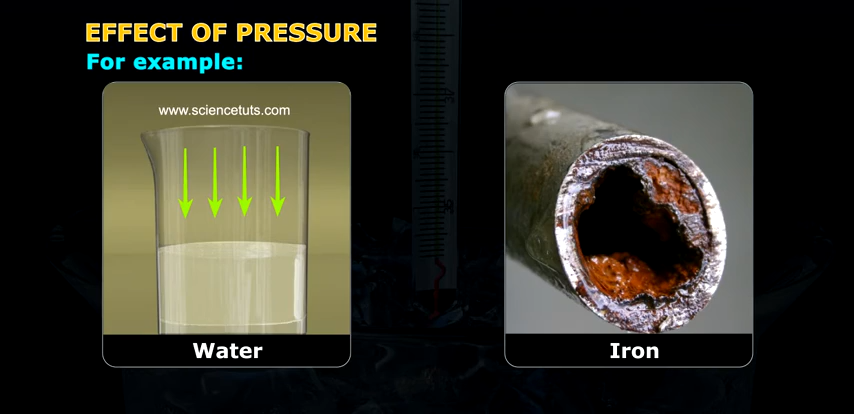 EFFECT OF PRESSURE
For example:
www.sciencetuts.com
Water
Iron